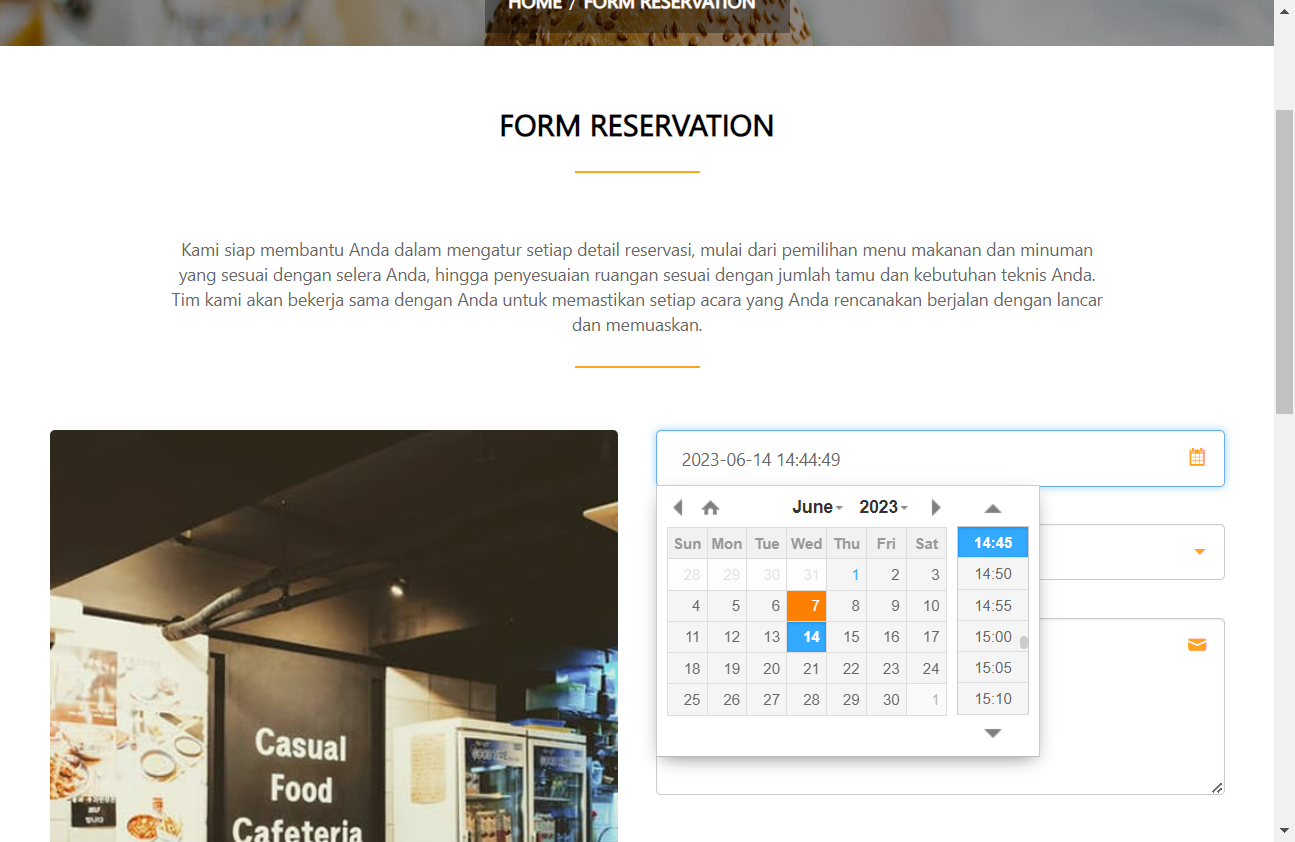 HOME / FORM RESERVATION
FORM RESERVATION
Kami siap membantu Anda dalam mengatur setiap detail reservasi, mulai dari pemilihan menu makanan dan minuman
yang sesuai dengan selera Anda, hingga penyesuaian ruangan sesuai dengan jumlah tamu dan kebutuhan teknis Anda.
Tim kami akan bekerja sama dengan Anda untuk memastikan setiap acara yang Anda rencanakan berjalan dengan lancar
dan memuaskan.
Casual
Food
Cafeteria
2023-06-14 14:44:49
June 2023
Sun Mon Tue Wed Thu Fri Sat
28 29 30 31 1 2 3
4 5 6 7 8 9 10
11 12 13 14 15 16 17
18 19 20 21 22 23 24
25 26 27 28 29 30 1
14:45
14:50
14:55
15:00
15:05
15:10